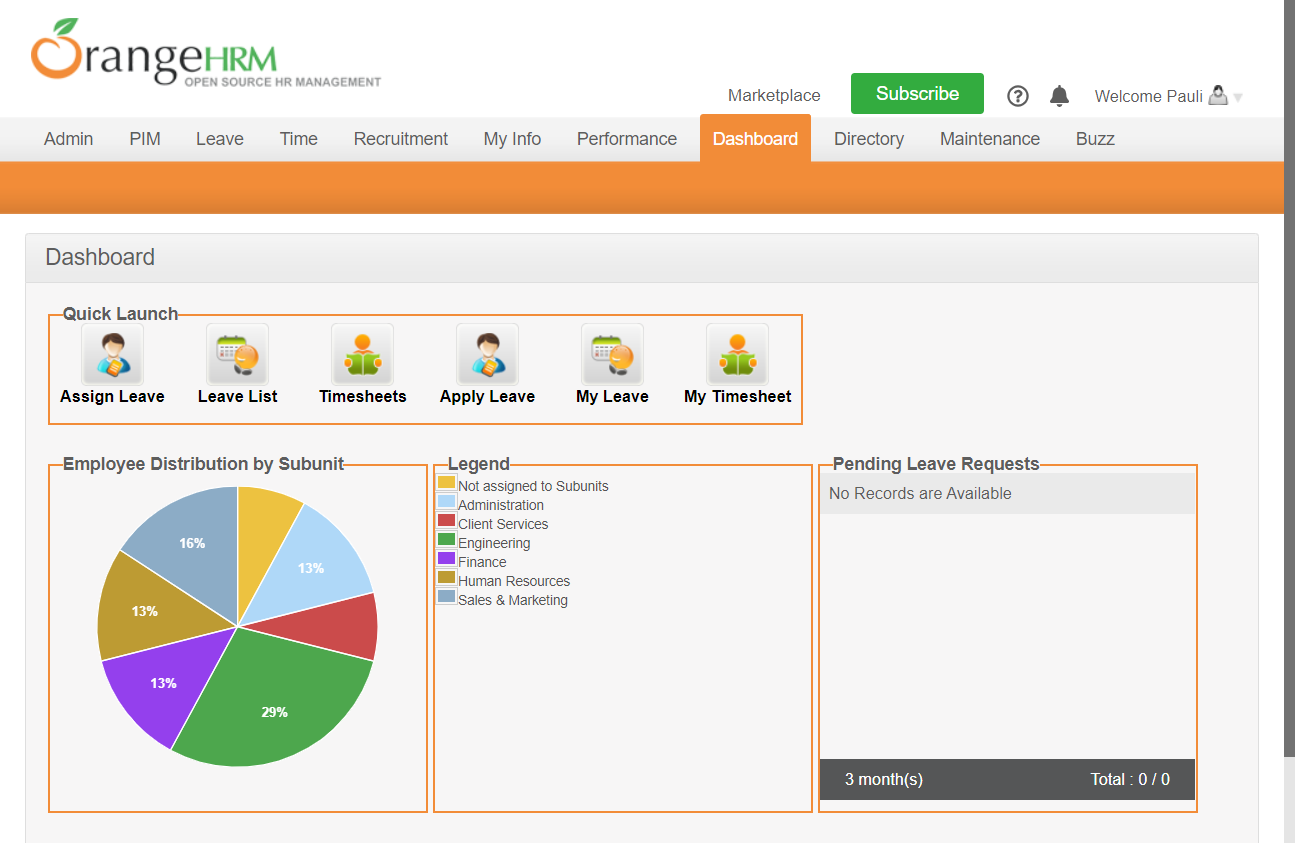 OrangeHRM
OPEN SOURCE HR MANAGEMENT
Marketplace Subscribe ? Welcome Pauli
Admin PIM Leave Time Recruitment My Info Performance Dashboard Directory Maintenance Buzz
Dashboard
Quick Launch
Assign Leave Leave List Timesheets Apply Leave My Leave My Timesheet
Employee Distribution by Subunit
16%
13%
13%
13%
29%
Legend
Not assigned to Subunits
Administration
Client Services
Engineering
Finance
Human Resources
Sales & Marketing
Pending Leave Requests
No Records are Available
3 month(s) Total : 0 / 0